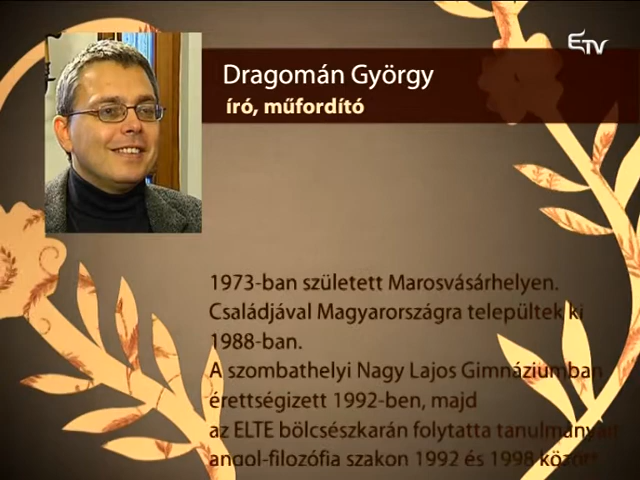 ETV
Dragomán György
író, műfordító
1973-ban született Marosvásárhelyen.
Családjával Magyarországra települtek ki
1988-ban.
A szombathelyi Nagy Lajos Gimnáziumban
érettségizett 1992-ben, majd
az ELTE bölcsészkarán folytatta tanulmányait
angol-filozófia szakon 1992 és 1998 között